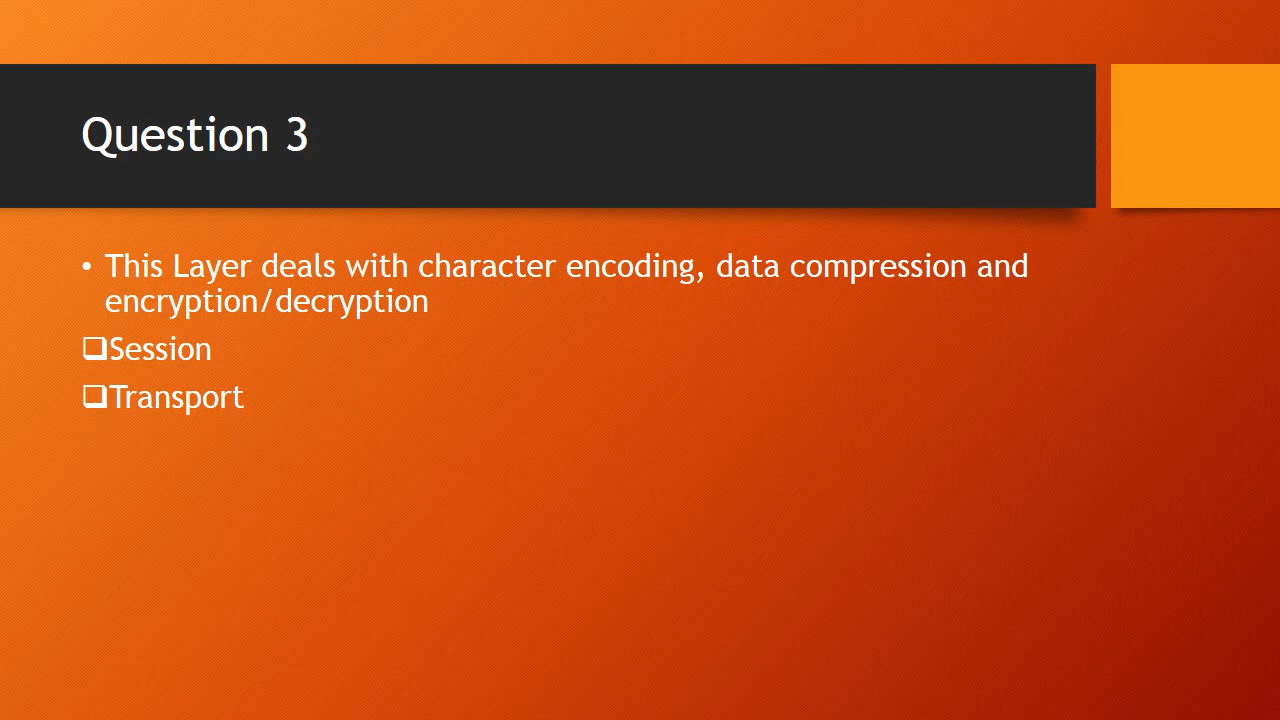 Question 3
• This Layer deals with character encoding, data compression and
encryption/decryption
❑Session
❑Transport